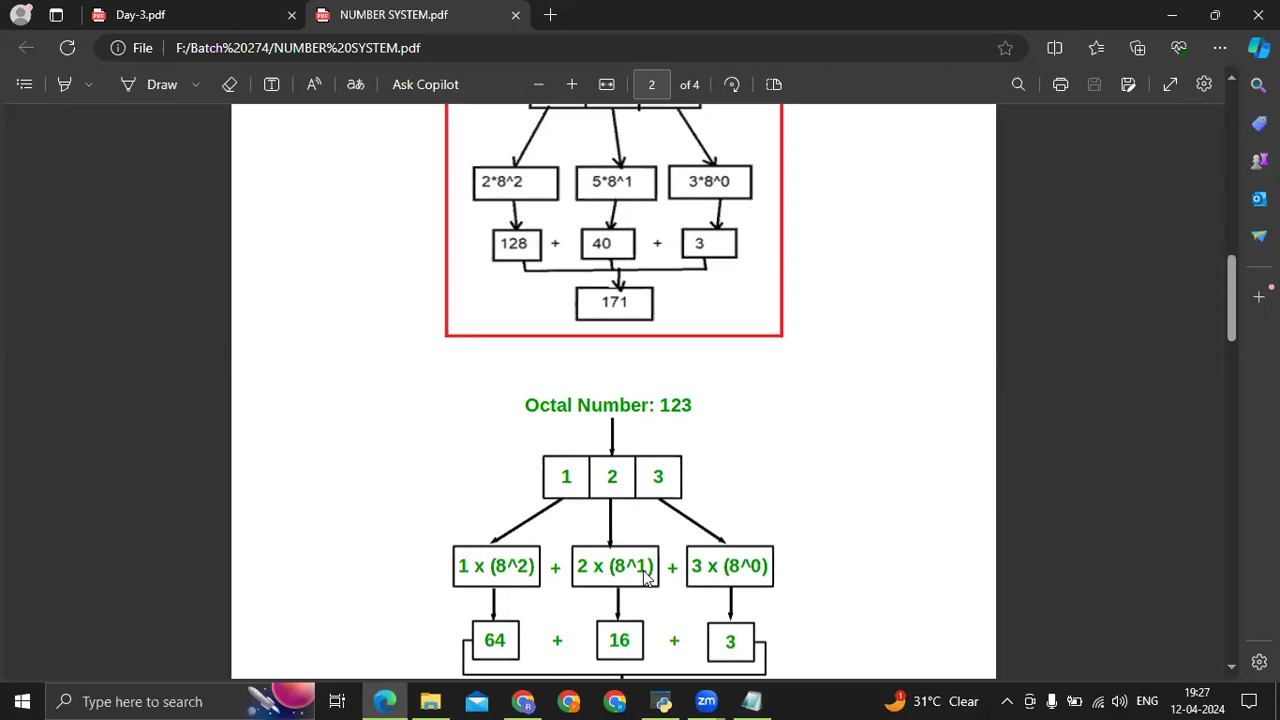 Day-3.pdf
NUMBER SYSTEM.pdf
File F:/Batch%20274/NUMBER%20SYSTEM.pdf
Draw
Ask Copilot
2 of 4
2*8^2 5*8^1 3*8^0
128 + 40 + 3
171
Octal Number: 123
1 2 3
1 x (8^2) + 2 x (8^1) + 3 x (8^0)
64 + 16 + 3
Type here to search
zm
1
31°C Clear
ENG
19:27
12-04-2024